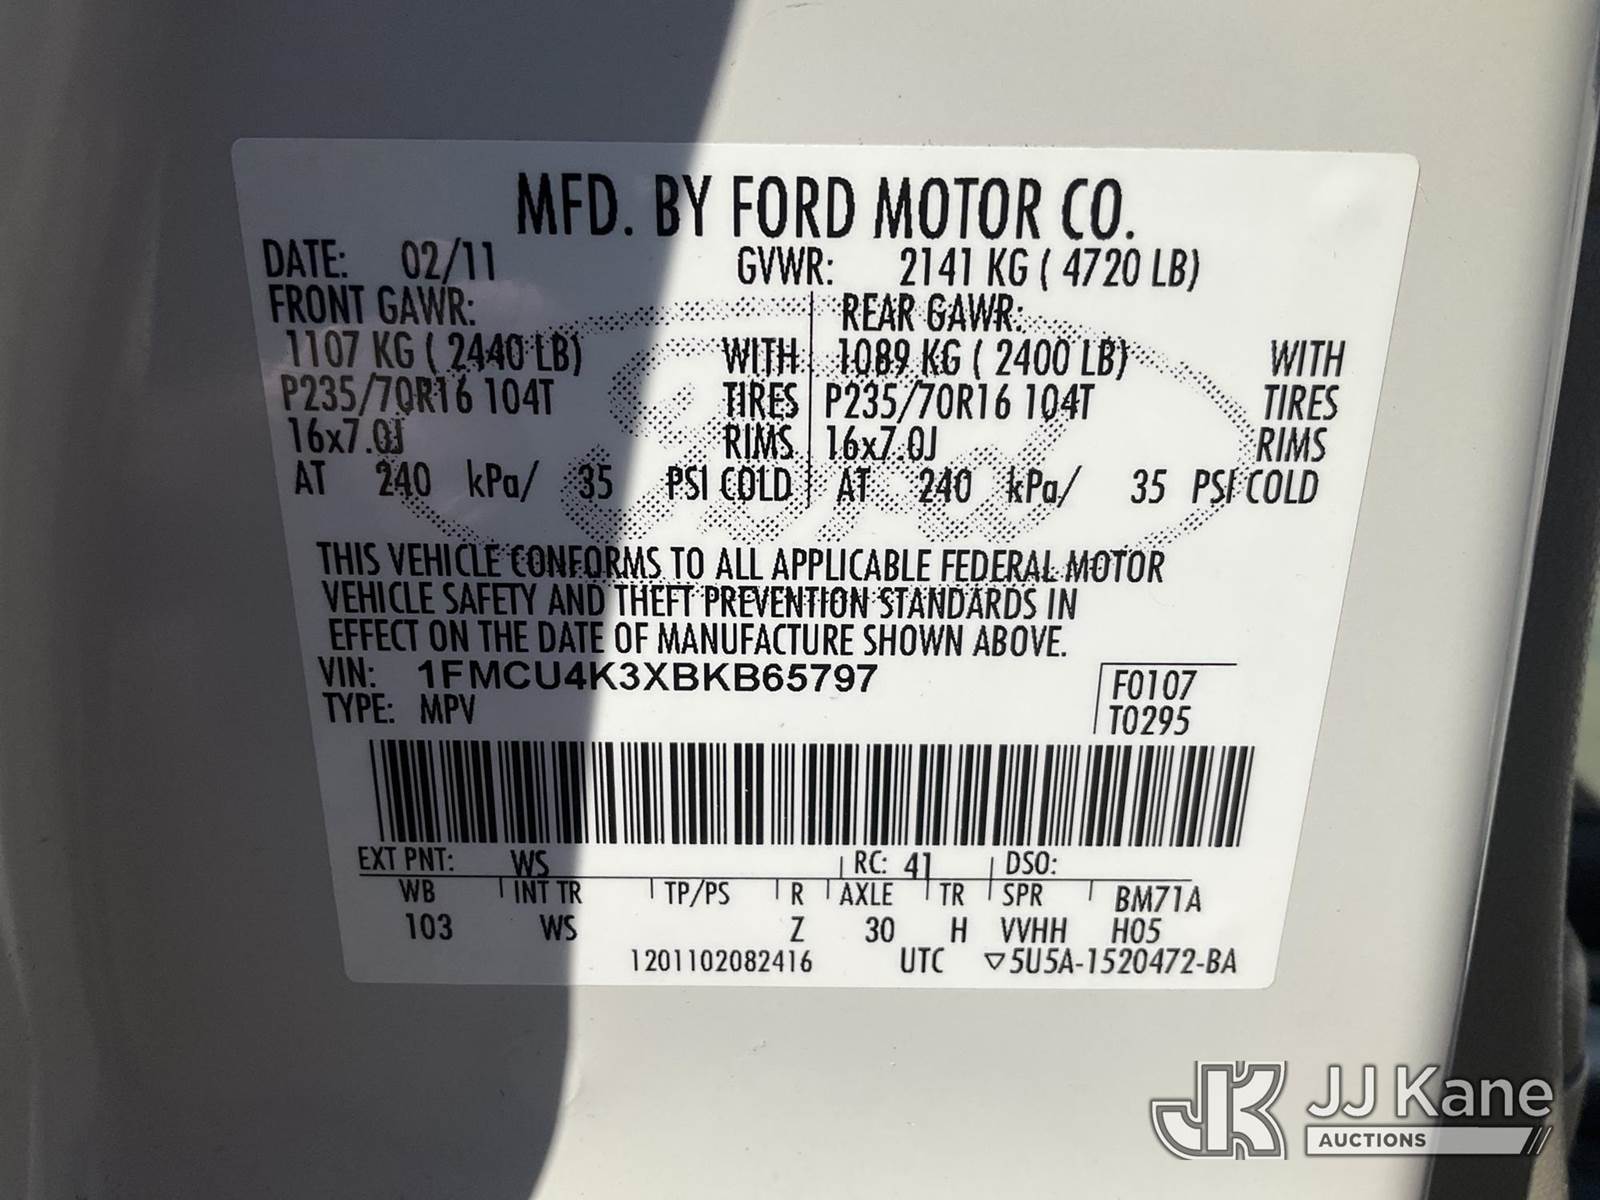 MFD. BY FORD MOTOR CO.
DATE: 02/11 GVWR: 2141 KG ( 4720 LB)
FRONT GAWR: REAR GAWR:
1107 KG ( 2440 LB) WITH 1089 KG ( 2400 LB) WITH
P235/70R16 104T TIRES P235/70R16 104T TIRES
16x7.0J RIMS 16x7.0J RIMS
AT 240 kPa/ 35 PSI COLD AT 240 kPa/ 35 PSI COLD
THIS VEHICLE CONFORMS TO ALL APPLICABLE FEDERAL MOTOR
VEHICLE SAFETY AND THEFT PREVENTION STANDARDS IN
EFFECT ON THE DATE OF MANUFACTURE SHOWN ABOVE.
VIN: 1FMCU4K3XBKB65797 F0107
TYPE: MPV T0295
EXT PNT: WS RC: 41 DSO:
WB INT TR TP/PS R AXLE TR SPR BM71A
103 WS Z 30 H VVHH H05
1201102082416 UTC ▽5U5A-1520472-BA
Ford
JK JJ Kane
AUCTIONS